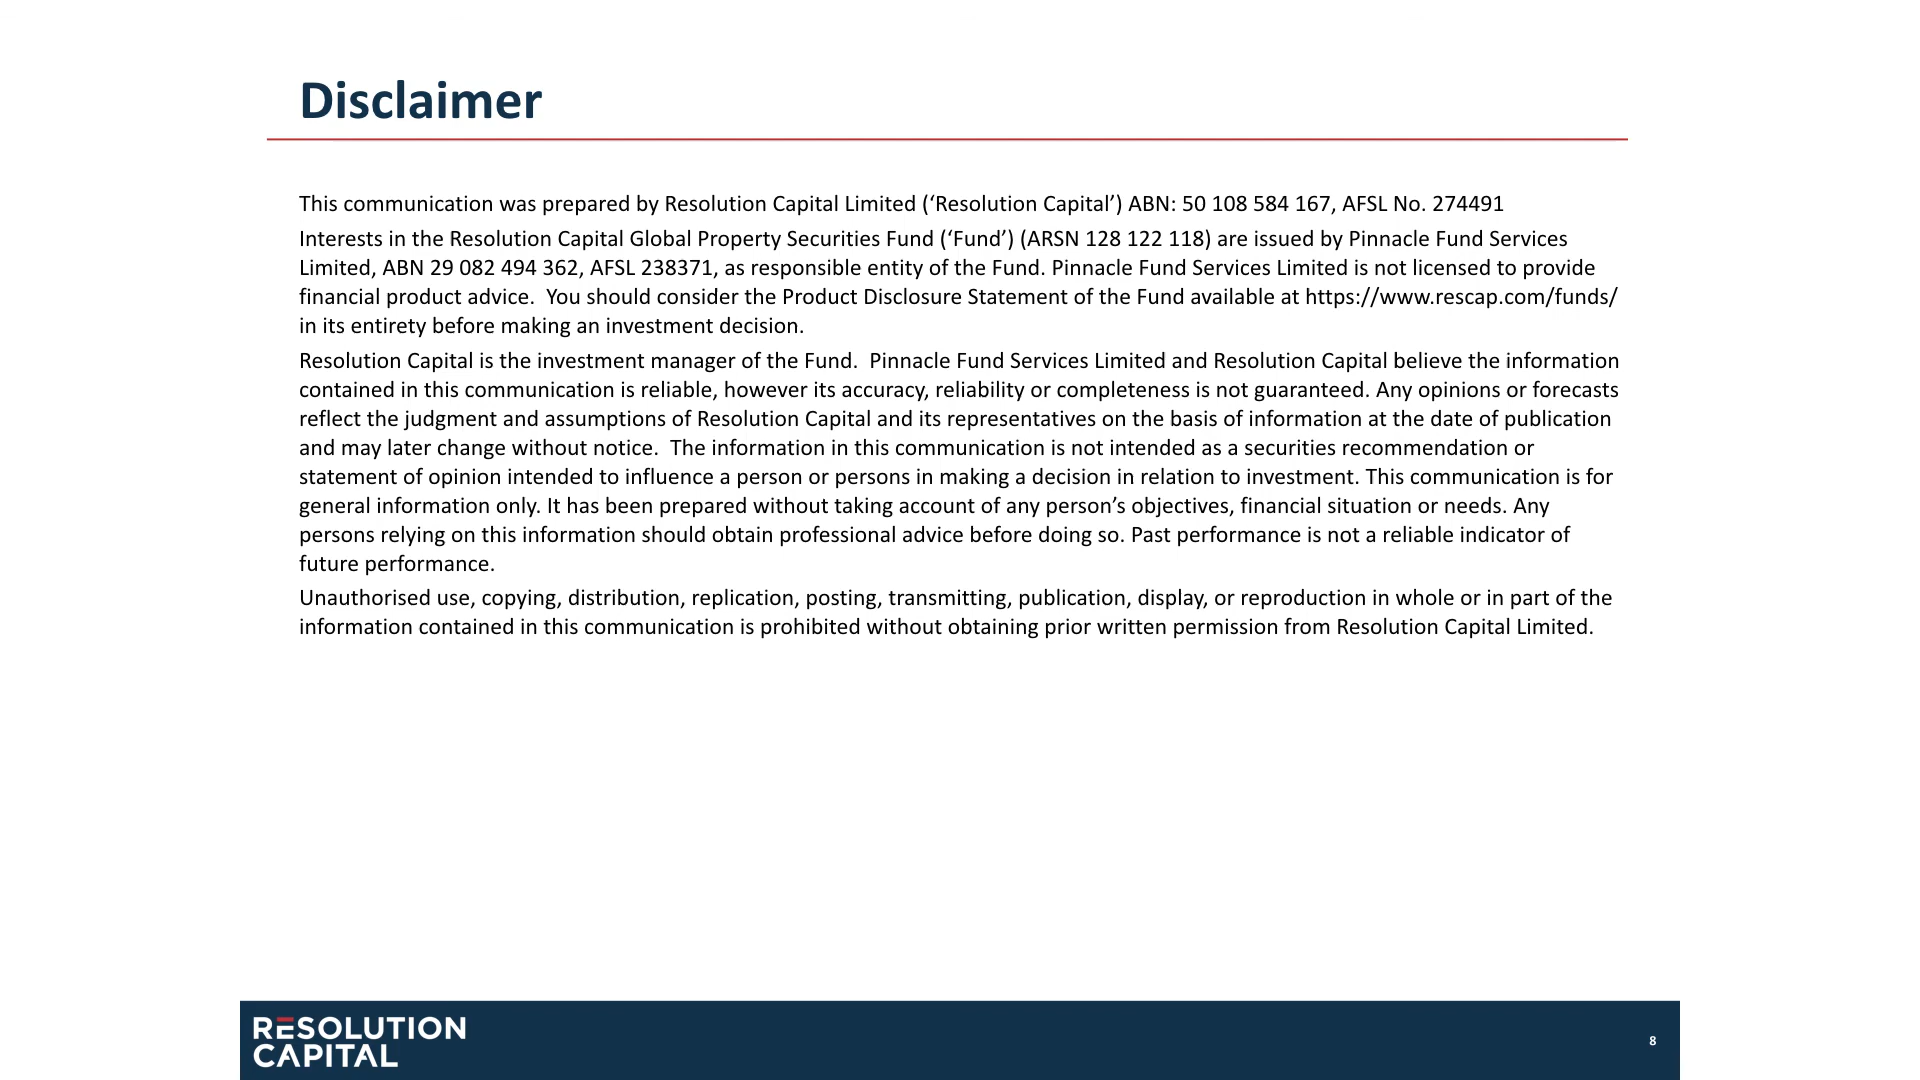 Disclaimer
This communication was prepared by Resolution Capital Limited (‘Resolution Capital’) ABN: 50 108 584 167, AFSL No. 274491
Interests in the Resolution Capital Global Property Securities Fund (‘Fund’) (ARSN 128 122 118) are issued by Pinnacle Fund Services
Limited, ABN 29 082 494 362, AFSL 238371, as responsible entity of the Fund. Pinnacle Fund Services Limited is not licensed to provide
financial product advice.  You should consider the Product Disclosure Statement of the Fund available at https://www.rescap.com/funds/
in its entirety before making an investment decision.
Resolution Capital is the investment manager of the Fund.  Pinnacle Fund Services Limited and Resolution Capital believe the information
contained in this communication is reliable, however its accuracy, reliability or completeness is not guaranteed. Any opinions or forecasts
reflect the judgment and assumptions of Resolution Capital and its representatives on the basis of information at the date of publication
and may later change without notice.  The information in this communication is not intended as a securities recommendation or
statement of opinion intended to influence a person or persons in making a decision in relation to investment. This communication is for
general information only. It has been prepared without taking account of any person’s objectives, financial situation or needs. Any
persons relying on this information should obtain professional advice before doing so. Past performance is not a reliable indicator of
future performance.
Unauthorised use, copying, distribution, replication, posting, transmitting, publication, display, or reproduction in whole or in part of the
information contained in this communication is prohibited without obtaining prior written permission from Resolution Capital Limited.
RESOLUTION
CAPITAL
8